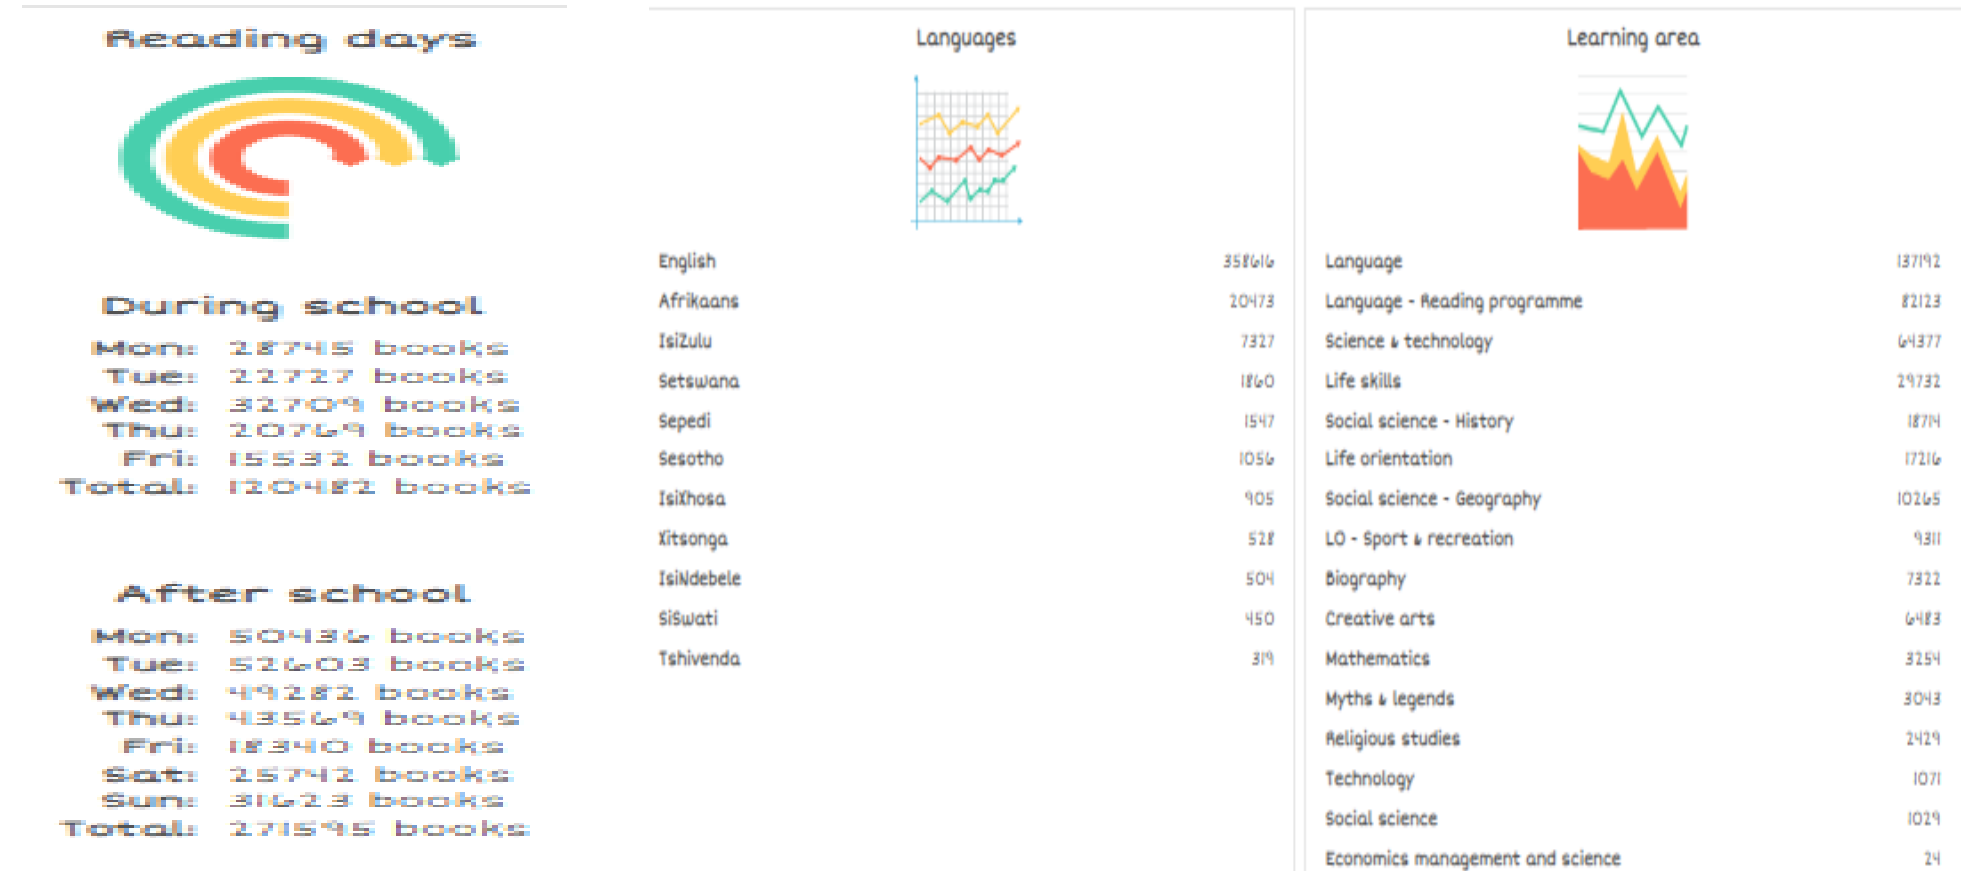 Reading days
During school
Mon: 28745 books
Tue: 22727 books
Wed: 32709 books
Thu: 20769 books
Fri: 15532 books
Total: 120482 books
After school
Mon: 50436 books
Tue: 52603 books
Wed: 49282 books
Thu: 43569 books
Fri: 18340 books
Sat: 25742 books
Sun: 31623 books
Total: 271595 books
Languages
English 358616
Afrikaans 20473
IsiZulu 7327
Setswana 1860
Sepedi 1547
Sesotho 1056
IsiXhosa 905
Xitsonga 528
IsiNdebele 504
SiSwati 450
Tshivenda 319
Learning area
Language 137192
Language - Reading programme 82123
Science & technology 64377
Life skills 29732
Social science - History 18714
Life orientation 17216
Social science - Geography 10265
LO - Sport & recreation 9311
Biography 7322
Creative arts 6483
Mathematics 3254
Myths & legends 3043
Religious studies 2429
Technology 1071
Social science 1029
Economics management and science 24